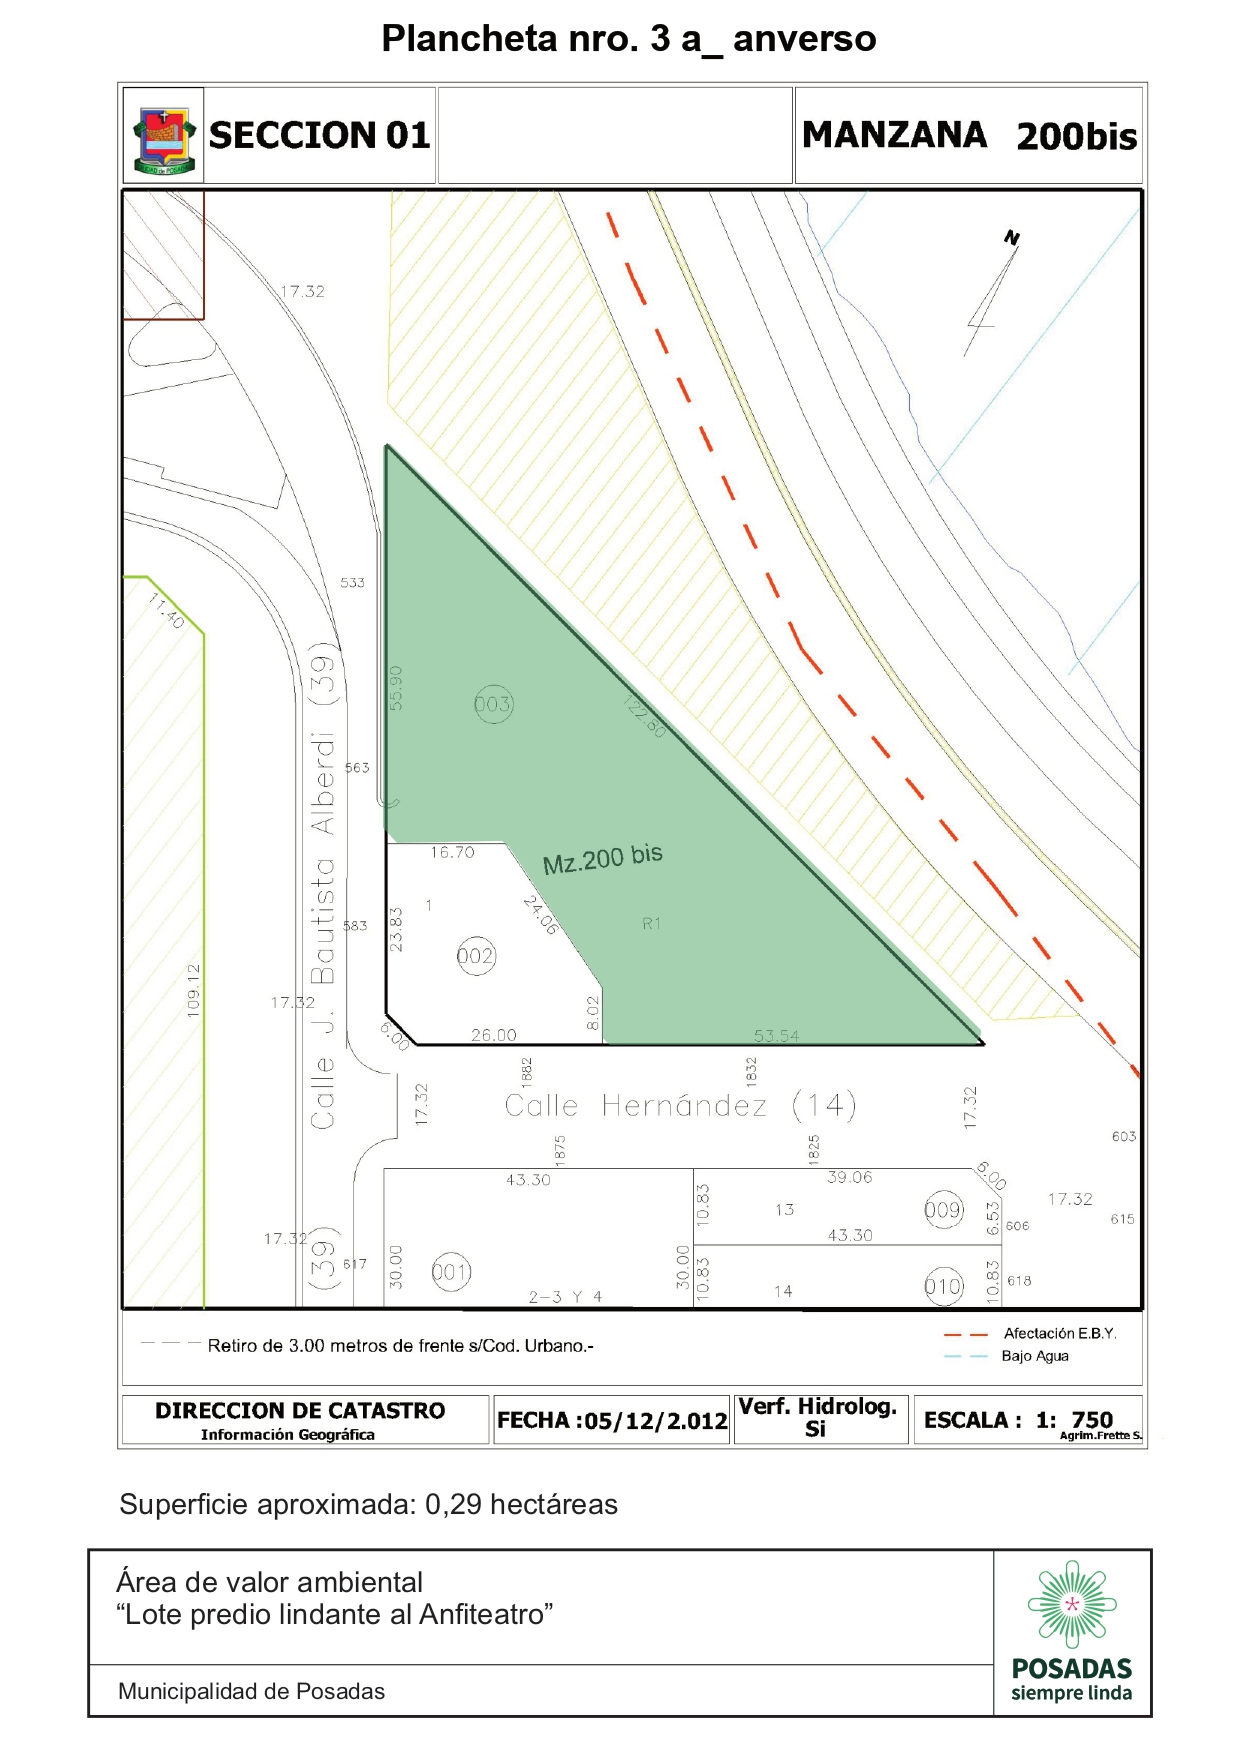 Plancheta nro. 3 a_ anverso
SECCION 01
MANZANA 200bis
N
17.32
533
11.40
55.90
003
122.80
Calle J. Bautista Alberdi (39)
563
Mz.200 bis
16.70
1
24.06
R1
583
23.83
002
109.12
17.32
6.00
26.00
8.02
53.54
1882
1832
17.32
Calle Hernández (14)
17.32
603
1875
1825
43.30
39.06
6.00
10.83
13
009
6.53
17.32
606
615
17.32
(39)
617
43.30
30.00
001
30.00
10.83
14
010
10.83
618
2-3 Y 4
Retiro de 3.00 metros de frente s/Cod. Urbano.-
Afectación E.B.Y.
Bajo Agua
DIRECCION DE CATASTRO
Información Geográfica
FECHA :05/12/2.012
Verf. Hidrolog.
Si
ESCALA : 1: 750
Agrim.Frette S.
Superficie aproximada: 0,29 hectáreas
Área de valor ambiental
“Lote predio lindante al Anfiteatro”
Municipalidad de Posadas
POSADAS
siempre linda